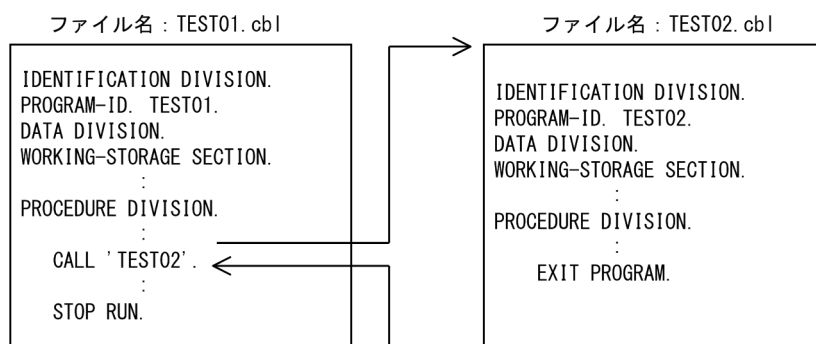 ファイル名：TEST01.cbl
IDENTIFICATION DIVISION.
PROGRAM-ID. TEST01.
DATA DIVISION.
WORKING-STORAGE SECTION.
:
PROCEDURE DIVISION.
:
CALL 'TEST02'.
:
STOP RUN.
ファイル名：TEST02.cbl
IDENTIFICATION DIVISION.
PROGRAM-ID. TEST02.
DATA DIVISION.
WORKING-STORAGE SECTION.
:
PROCEDURE DIVISION.
:
EXIT PROGRAM.